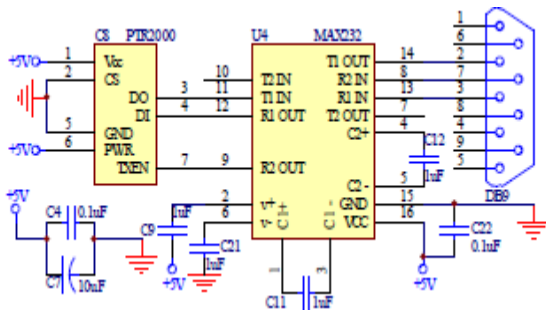 C8 PTR2000
+5V
1 Vcc
2 CS
DO 3
DI 4
5 GND
+5V
6 PWR
TXEN 7
U4 MAX232
10 T2 IN
11 T1 IN
12 R1 OUT
9 R2 OUT
2 v+
6 v-
C1+
C1-
T1 OUT 14
R2 IN 8
R1 IN 13
T2 OUT 7
C2+ 4
C2- 5
GND 15
VCC 16
1
6
2
7
3
8
4
9
5
DB9
C12
1uF
+5V
C4 0.1uF
C7 10uF
C9 1uF
C21
1uF
+5V
1
3
C11 1uF
C22
0.1uF
+5V